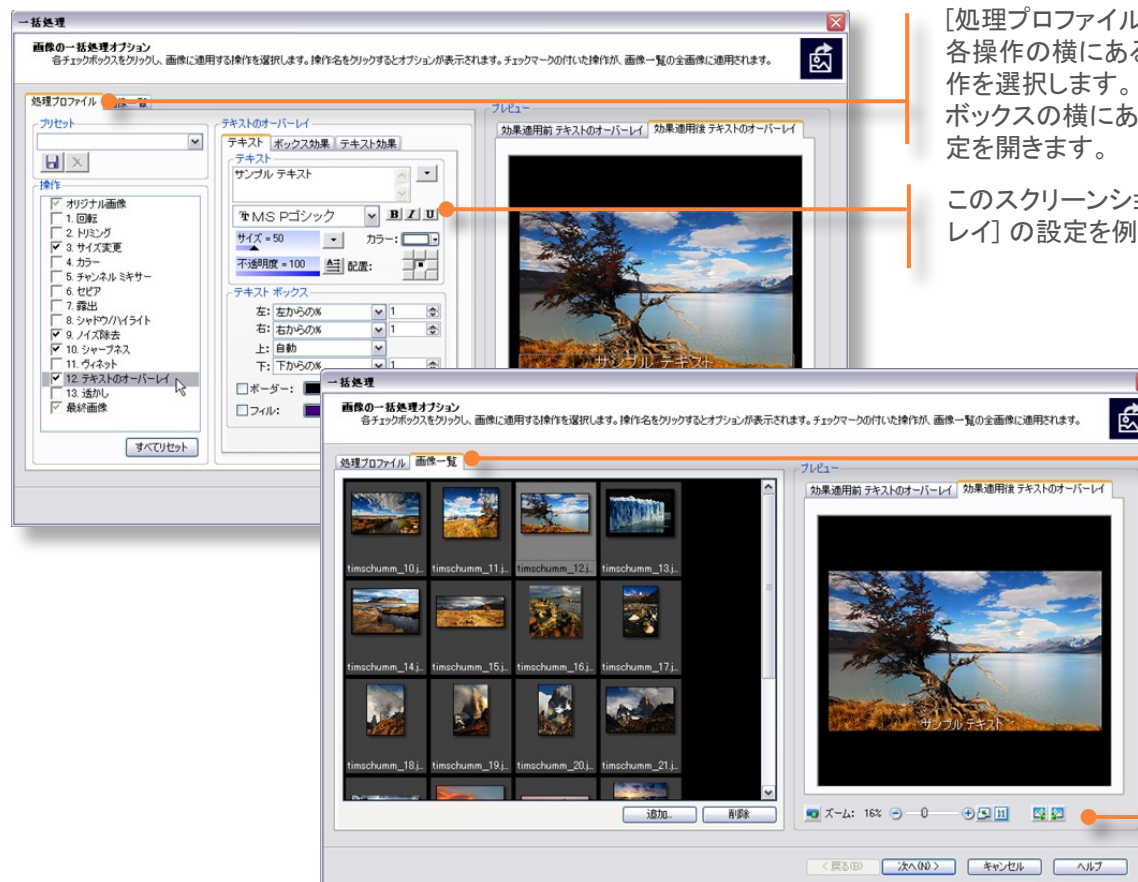 一括処理
画像の一括処理オプション
各チェックボックスをクリックし、画像に適用する操作を選択します。操作名をクリックするとオプションが表示されます。チェックマークの付いた操作が、画像一覧の全画像に適用されます。
処理プロファイル
プリセット
操作
オリジナル画像
1. 回転
2. トリミング
3. サイズ変更
4. カラー
5. チャンネル ミキサー
6. セピア
7. 露出
8. シャドウ/ハイライト
9. ノイズ除去
10. シャープネス
11. ヴィネット
12. テキストのオーバーレイ
13. 透かし
最終画像
すべてリセット
テキストのオーバーレイ
テキスト ボックス効果 テキスト効果
テキスト
サンプル テキスト
MS Pゴシック B I U
サイズ = 50 カラー:
不透明度 = 100 配置:
テキスト ボックス
左: 左からの% 1
右: 右からの% 1
上: 自動
下: 下からの% 1
ボーダー:
フィル:
プレビュー
効果適用前 テキストのオーバーレイ 効果適用後 テキストのオーバーレイ
サンプル テキスト
[処理プロファイル
各操作の横にある
作を選択します。
ボックスの横にあ
定を開きます。
このスクリーンショ
レイ] の設定を例
一括処理
画像の一括処理オプション
各チェックボックスをクリックし、画像に適用する操作を選択します。操作名をクリックするとオプションが表示されます。チェックマークの付いた操作が、画像一覧の全画像に適用されます。
処理プロファイル 画像一覧
timschumm_10.j... timschumm_11.j... timschumm_12.j... timschumm_13.j...
timschumm_14.j... timschumm_15.j... timschumm_16.j... timschumm_17.j...
timschumm_18.j... timschumm_19.j... timschumm_20.j... timschumm_21.j...
追加... 削除
プレビュー
効果適用前 テキストのオーバーレイ 効果適用後 テキストのオーバーレイ
サンプル テキスト
ズーム: 16%
< 戻る(B) 次へ(N) > キャンセル ヘルプ